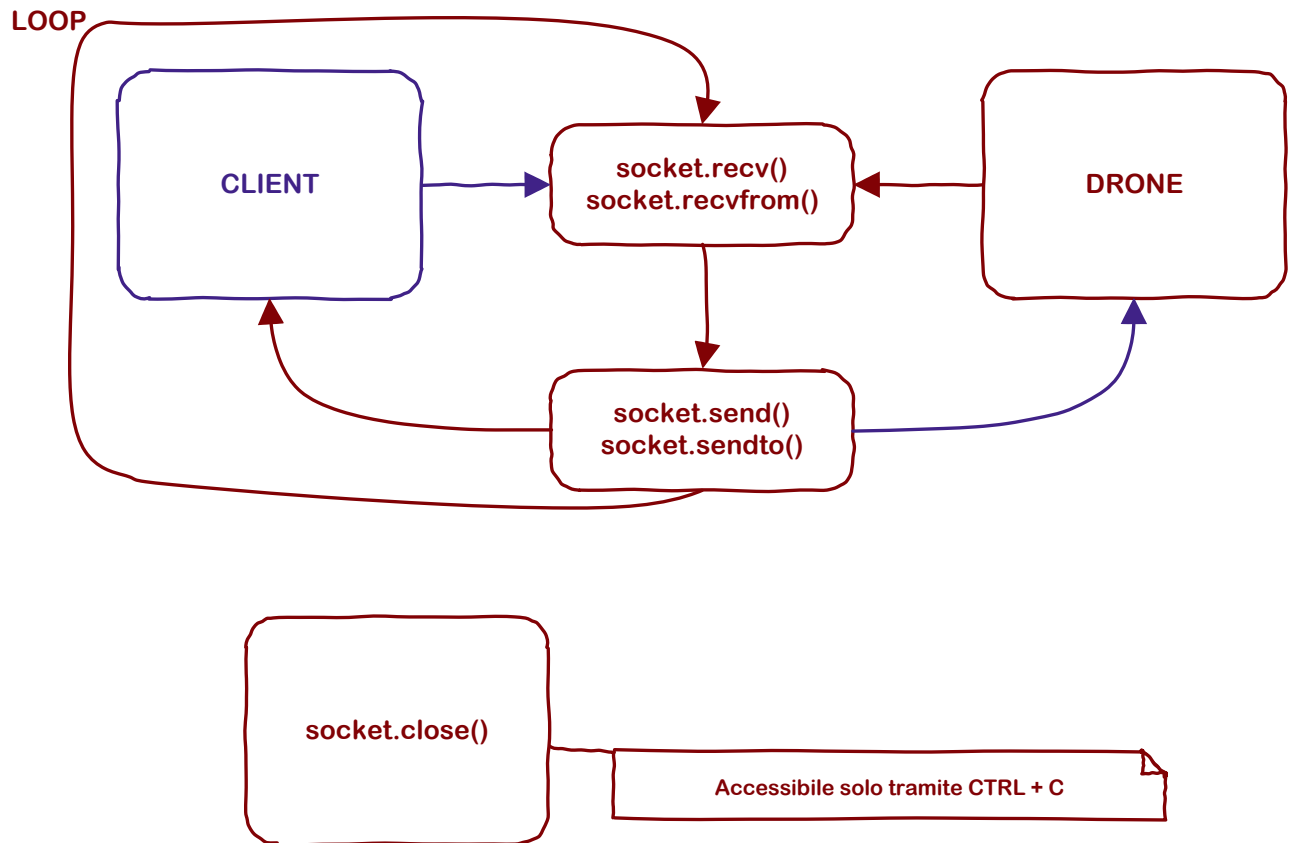 LOOP
CLIENT
socket.recv()
socket.recvfrom()
DRONE
socket.send()
socket.sendto()
socket.close()
Accessibile solo tramite CTRL + C